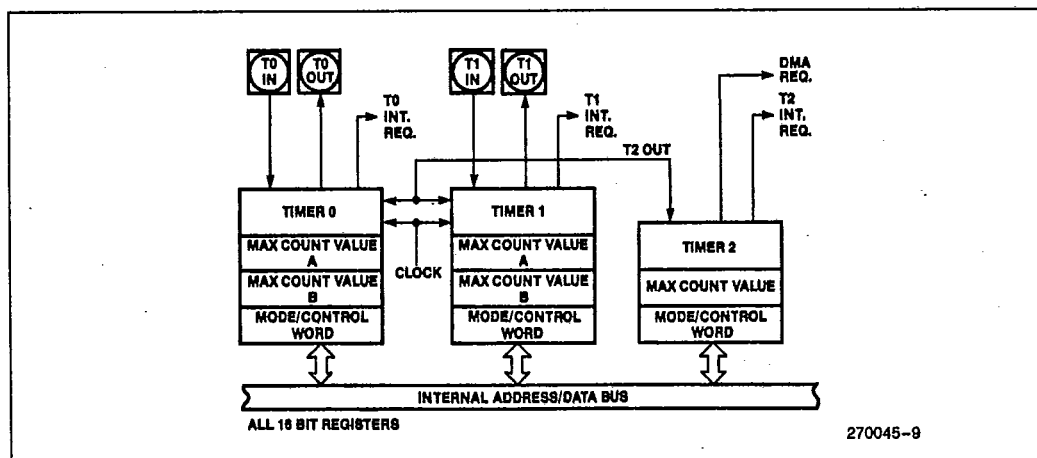 T0
IN
T0
OUT
T1
IN
T1
OUT
DMA
REQ.
T0
INT.
REQ.
T1
INT.
REQ.
T2
INT.
REQ.
T2 OUT
TIMER 0
MAX COUNT VALUE
A
MAX COUNT VALUE
B
MODE/CONTROL
WORD
CLOCK
TIMER 1
MAX COUNT VALUE
A
MAX COUNT VALUE
B
MODE/CONTROL
WORD
TIMER 2
MAX COUNT VALUE
MODE/CONTROL
WORD
INTERNAL ADDRESS/DATA BUS
ALL 16 BIT REGISTERS
270045-9